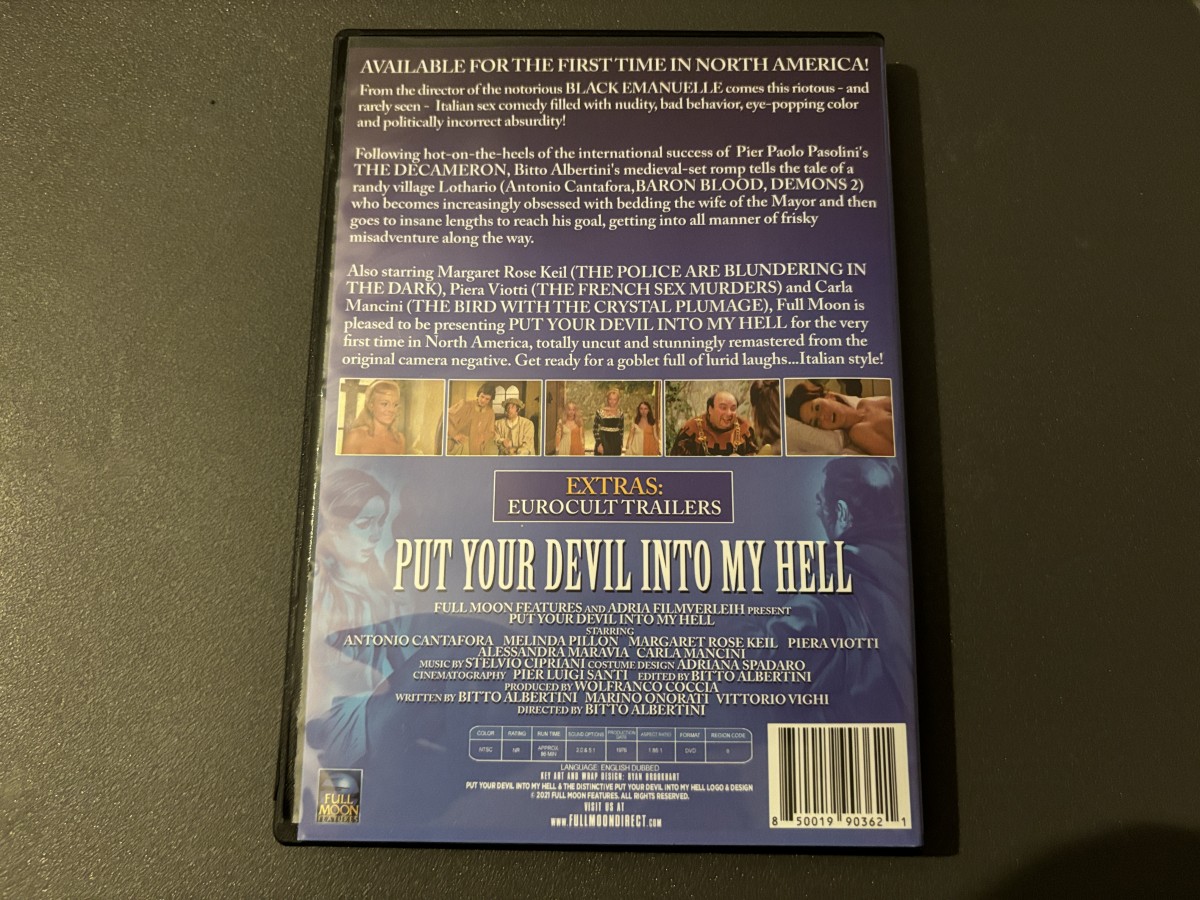 AVAILABLE FOR THE FIRST TIME IN NORTH AMERICA!
From the director of the notorious BLACK EMANUELLE comes this riotous - and
rarely seen - Italian sex comedy filled with nudity, bad behavior, eye-popping color
and politically incorrect absurdity!
Following hot-on-the-heels of the international success of Pier Paolo Pasolini's
THE DECAMERON, Bitto Albertini's medieval-set romp tells the tale of a
randy village Lothario (Antonio Cantafora,BARON BLOOD, DEMONS 2)
who becomes increasingly obsessed with bedding the wife of the Mayor and then
goes to insane lengths to reach his goal, getting into all manner of frisky
misadventure along the way.
Also starring Margaret Rose Keil (THE POLICE ARE BLUNDERING IN
THE DARK), Piera Viotti (THE FRENCH SEX MURDERS) and Carla
Mancini (THE BIRD WITH THE CRYSTAL PLUMAGE), Full Moon is
pleased to be presenting PUT YOUR DEVIL INTO MY HELL for the very
first time in North America, totally uncut and stunningly remastered from the
original camera negative. Get ready for a goblet full of lurid laughs...Italian style!
EXTRAS:
EUROCULT TRAILERS
PUT YOUR DEVIL INTO MY HELL
FULL MOON FEATURES AND ADRIA FILMVERLEIH PRESENT
PUT YOUR DEVIL INTO MY HELL
STARRING
ANTONIO CANTAFORA MELINDA PILLON MARGARET ROSE KEIL PIERA VIOTTI
ALESSANDRA MARAVIA CARLA MANCINI
MUSIC BY STELVIO CIPRIANI COSTUME DESIGN ADRIANA SPADARO
CINEMATOGRAPHY PIER LUIGI SANTI EDITED BY BITTO ALBERTINI
PRODUCED BY WOLFRANCO COCCIA
WRITTEN BY BITTO ALBERTINI MARINO ONORATI VITTORIO VIGHI
DIRECTED BY BITTO ALBERTINI
COLOR RATING RUN TIME SOUND OPTIONS PRODUCTION DATE ASPECT RATIO FORMAT REGION CODE
NTSC NR APPROX 86 MIN 2.0 & 5.1 DVD
LANGUAGE: ENGLISH DUBBED
KEY ART AND WRAP DESIGN: RYAN BROOKHART
PUT YOUR DEVIL INTO MY HELL & THE DISTINCTIVE PUT YOUR DEVIL INTO MY HELL LOGO & DESIGN
© 2021 FULL MOON FEATURES. ALL RIGHTS RESERVED.
VISIT US AT
WWW.FULLMOONDIRECT.COM
FULL
MOON
FEATURES
8 50019 90362 1